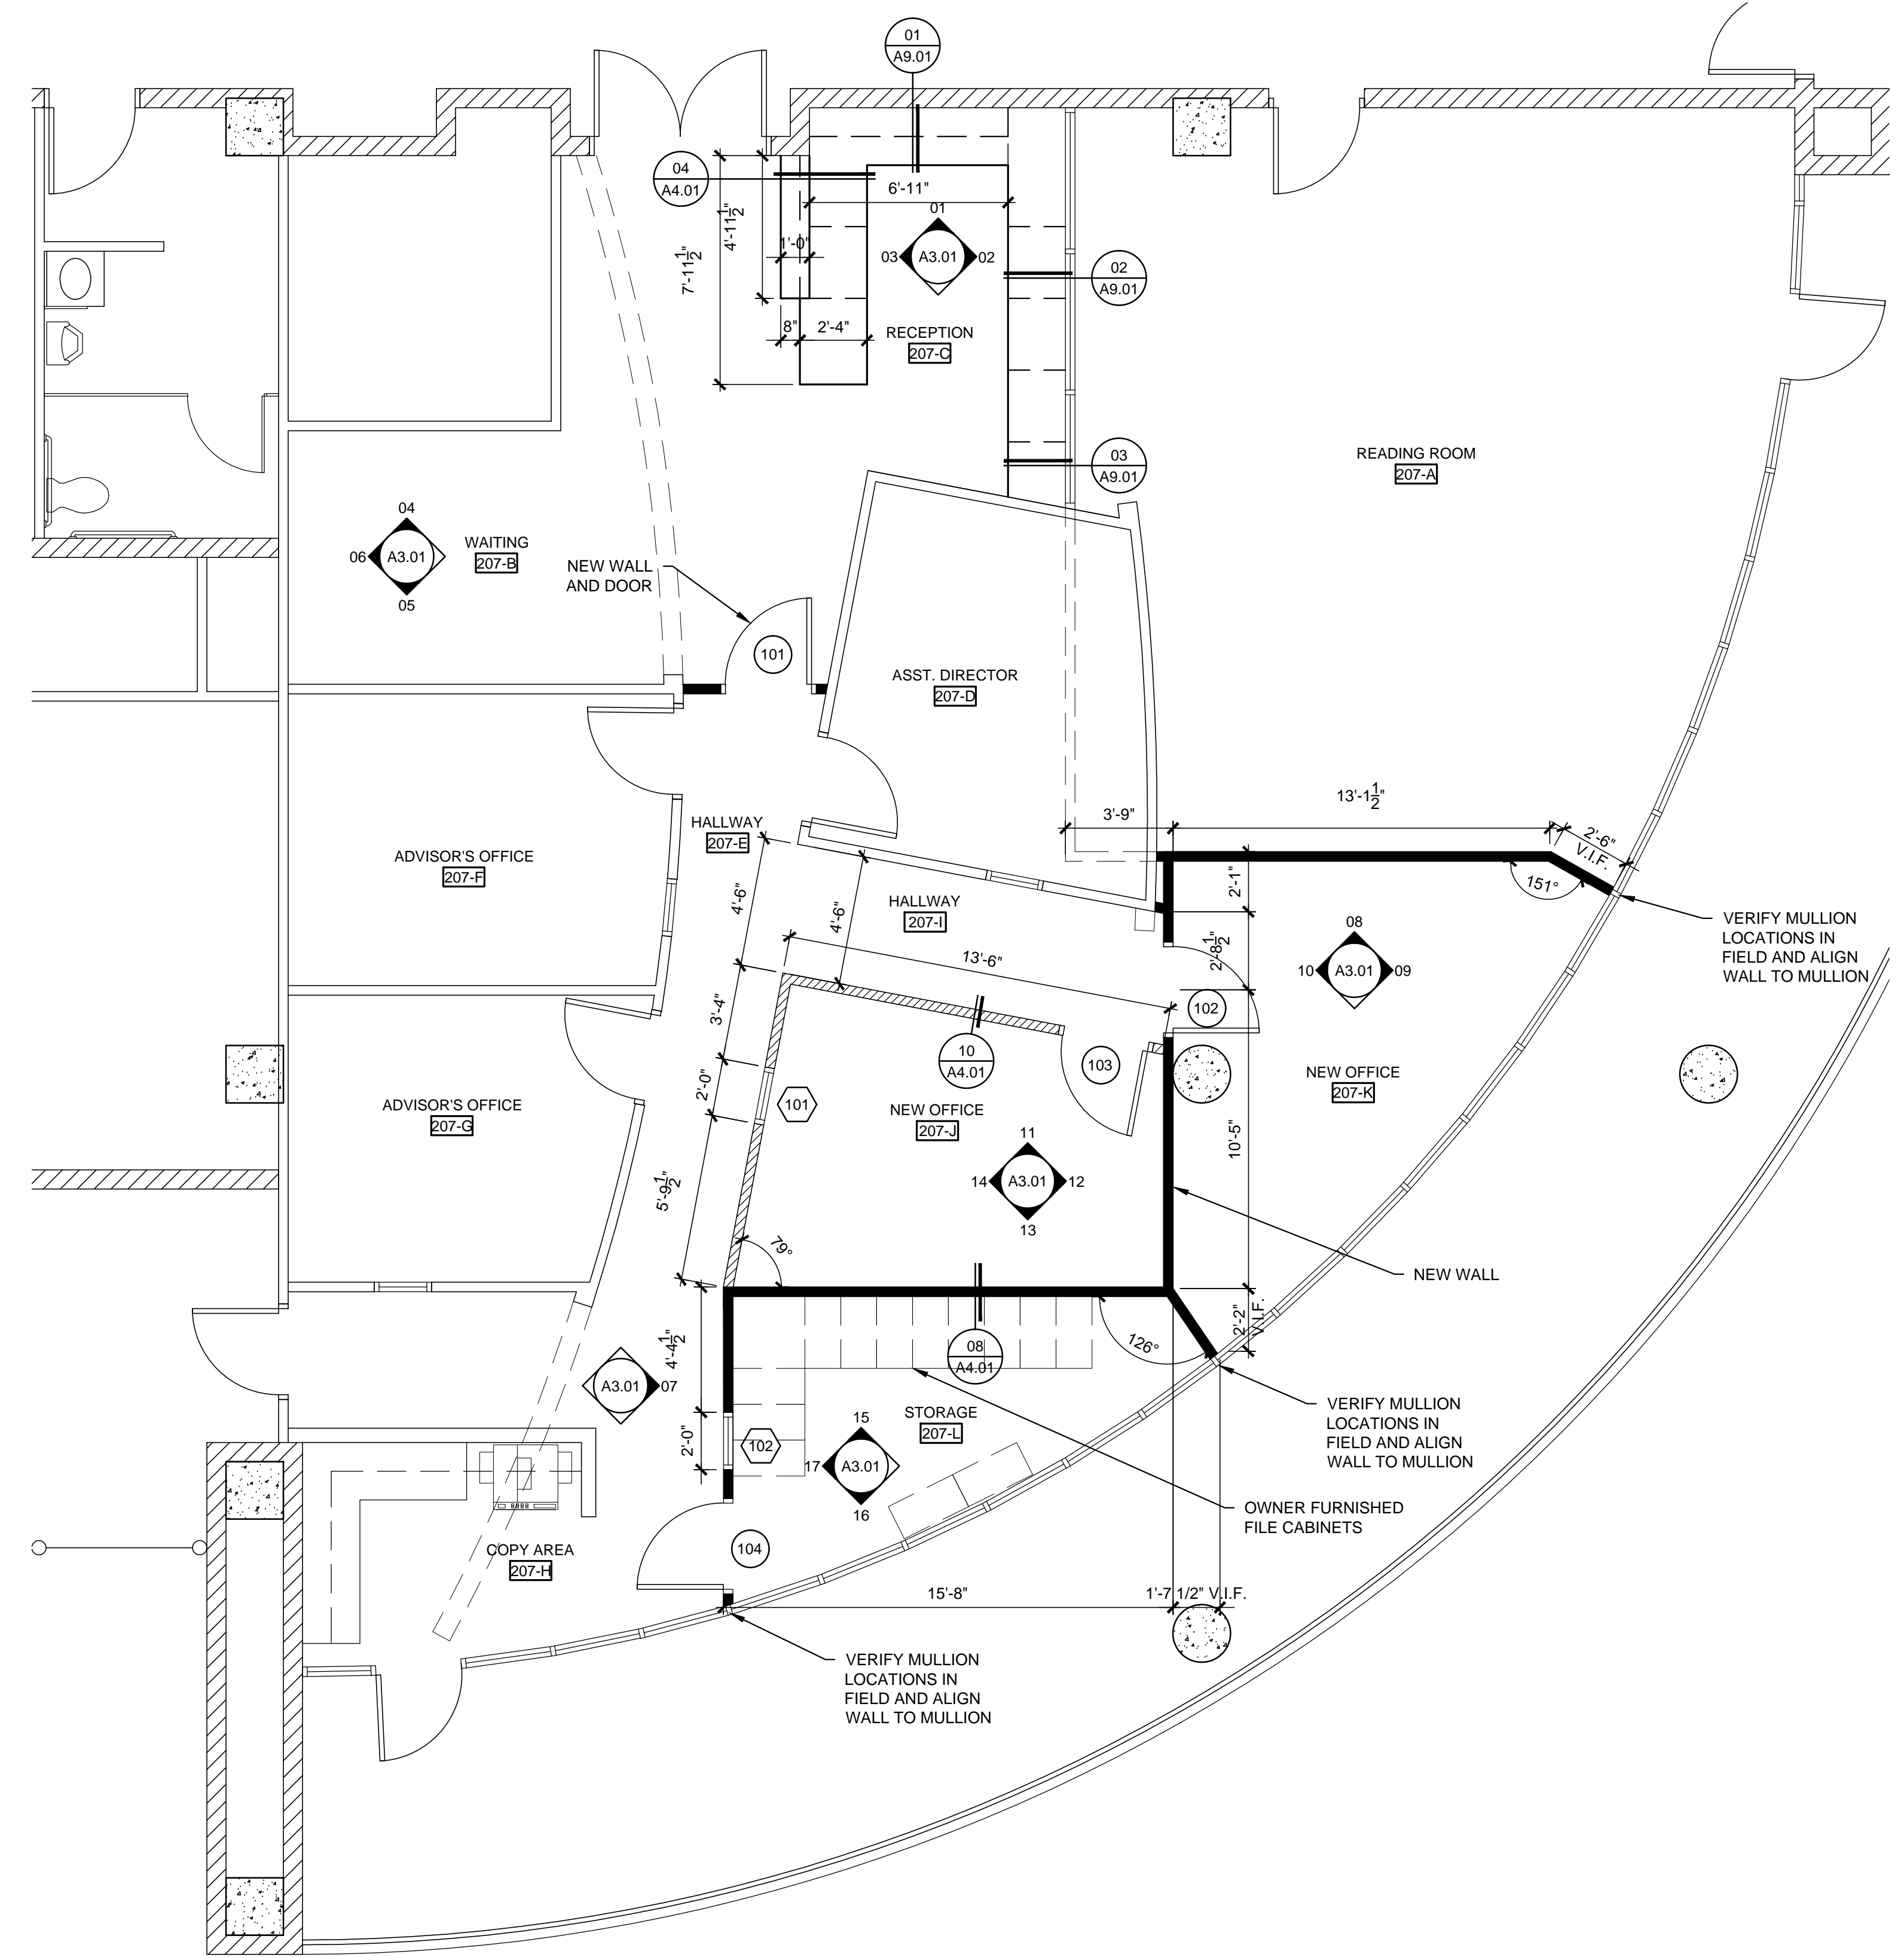 01
A9.01
04
A4.01
6'-11"
01
03 A3.01 02
4'-11 1/2"
7'-11 1/2"
1'-0"
8"
2'-4"
RECEPTION
207-C
02
A9.01
03
A9.01
READING ROOM
207-A
04
06 A3.01
05
WAITING
207-B
NEW WALL
AND DOOR
101
ASST. DIRECTOR
207-D
3'-9"
13'-1 1/2"
2'-6"
V.I.F.
151°
2'-1"
HALLWAY
207-E
ADVISOR'S OFFICE
207-F
HALLWAY
207-I
4'-6"
4'-6"
13'-6"
2'-8 1/2"
08
10 A3.01 09
VERIFY MULLION
LOCATIONS IN
FIELD AND ALIGN
WALL TO MULLION
102
3'-4"
10
A4.01
103
2'-0"
101
NEW OFFICE
207-K
ADVISOR'S OFFICE
207-G
NEW OFFICE
207-J
10'-5"
11
14 A3.01 12
13
5'-9 1/2"
79°
NEW WALL
2'-2"
V.I.F.
4'-4 1/2"
08
A4.01
126°
A3.01 07
VERIFY MULLION
LOCATIONS IN
FIELD AND ALIGN
WALL TO MULLION
STORAGE
207-L
2'-0"
102
15
17 A3.01
16
OWNER FURNISHED
FILE CABINETS
COPY AREA
207-H
104
15'-8"
1'-7 1/2" V.I.F.
VERIFY MULLION
LOCATIONS IN
FIELD AND ALIGN
WALL TO MULLION